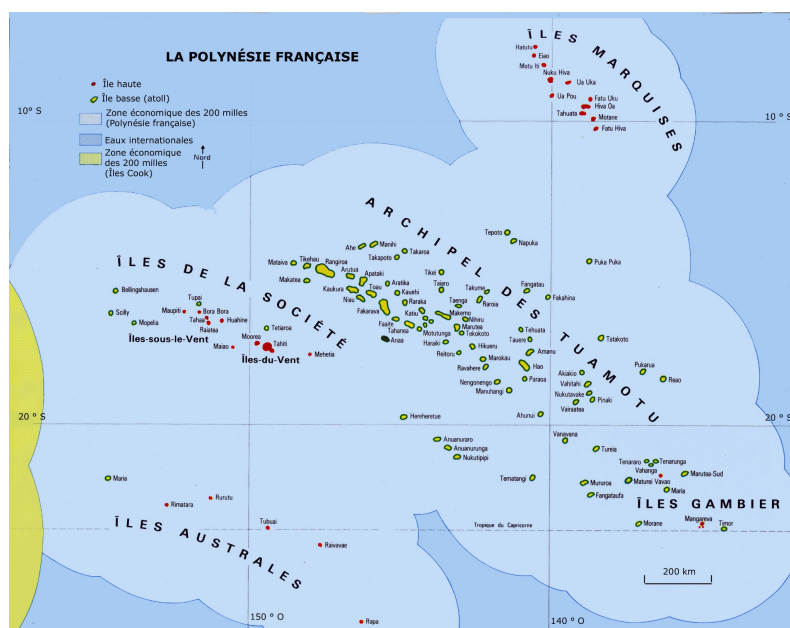 LA POLYNÉSIE FRANÇAISE
Île haute
Île basse (atoll)
Zone économique des 200 milles
(Polynésie française)
Eaux internationales
Zone économique
des 200 milles
(Îles Cook)
Nord
10° S
10° S
ÎLES MARQUISES
Hatutu
Eiao
Motu Iti
Nuku Hiva
Ua Uka
Ua Pou
Fatu Uku
Hiva Oa
Tahuata
Motane
Fatu Hiva
ARCHIPEL DES TUAMOTU
Tepoto
Napuka
Puka Puka
Ahe
Manihi
Takapoto
Takaroa
Mataiva
Tikehau
Rangiroa
Makatea
Arutua
Apataki
Kaukura
Toau
Niau
Aratika
Kauehi
Fakarava
Raraka
Katiu
Faaite
Tahanea
Anaa
Motutunga
Tikei
Taiaro
Takume
Raroia
Taenga
Makemo
Nihiru
Marutea
Tekokoto
Haraiki
Hikueru
Reitoru
Marokau
Ravahere
Nengonengo
Manuhangi
Fangatau
Fakahina
Tehuata
Tauere
Amanu
Hao
Paraoa
Tatakoto
Pukarua
Reao
Akiakio
Vahitahi
Nukutavake
Pinaki
Vairaatea
Ahunui
Hereheretue
Anuanuraro
Anuanurunga
Nukutipipi
Vanavana
Tureia
Tematangi
Mururoa
Fangataufa
Tenararo
Tenarunga
Vahanga
Maturei Vavao
Marutea-Sud
Maria
ÎLES GAMBIER
Morane
Mangareva
Timor
ÎLES DE LA SOCIÉTÉ
Bellingshausen
Scilly
Mopelia
Tupai
Maupiti
Bora Bora
Tahaa
Huahine
Raiatea
Îles-sous-le-Vent
Maiao
Tetiaroa
Moorea
Tahiti
Îles-du-Vent
Mehetia
20° S
20° S
Maria
Rimatara
Rurutu
Tubuai
Raivavae
Rapa
ÎLES AUSTRALES
Tropique du Capricorne
200 km
150 ° O
140 ° O